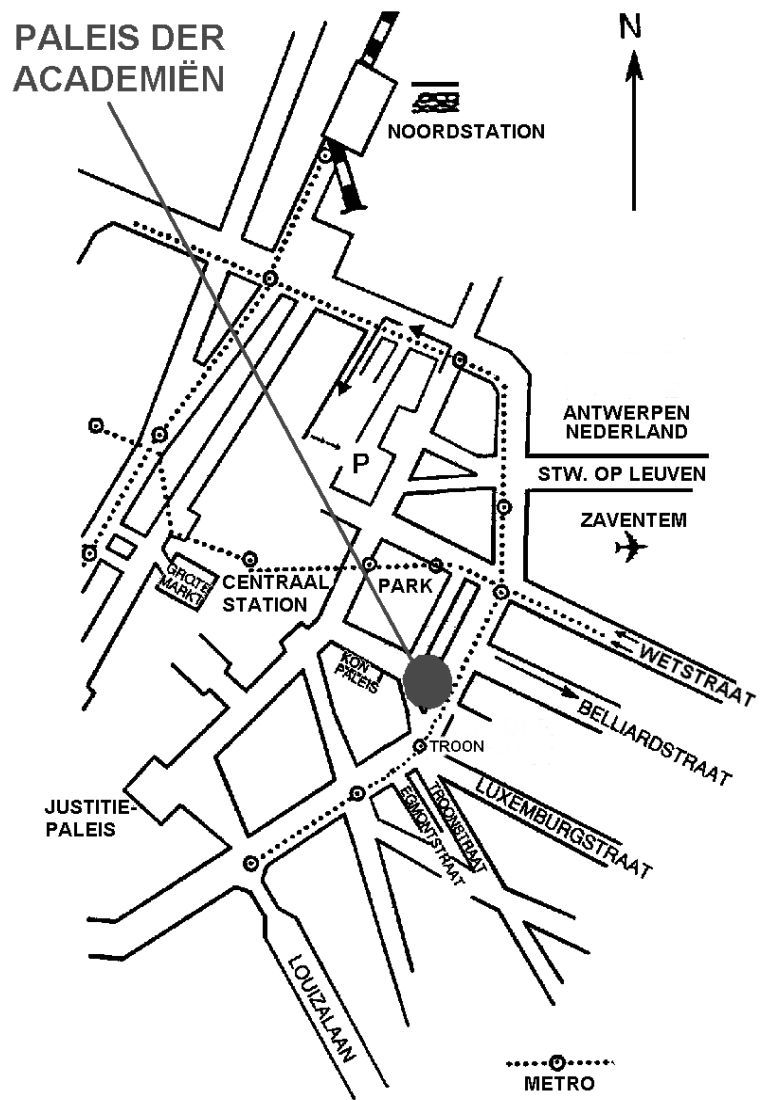 PALEIS DER
ACADEMIËN
N
NOORDSTATION
ANTWERPEN
NEDERLAND
STW. OP LEUVEN
P
ZAVENTEM
GROTE
MARKT
CENTRAAL
STATION
PARK
WETSTRAAT
KON
PALEIS
BELLIARDSTRAAT
TROON
LUXEMBURGSTRAAT
TROONSTRAAT
EGMONTSTRAAT
JUSTITIE-
PALEIS
LOUIZALAAN
METRO